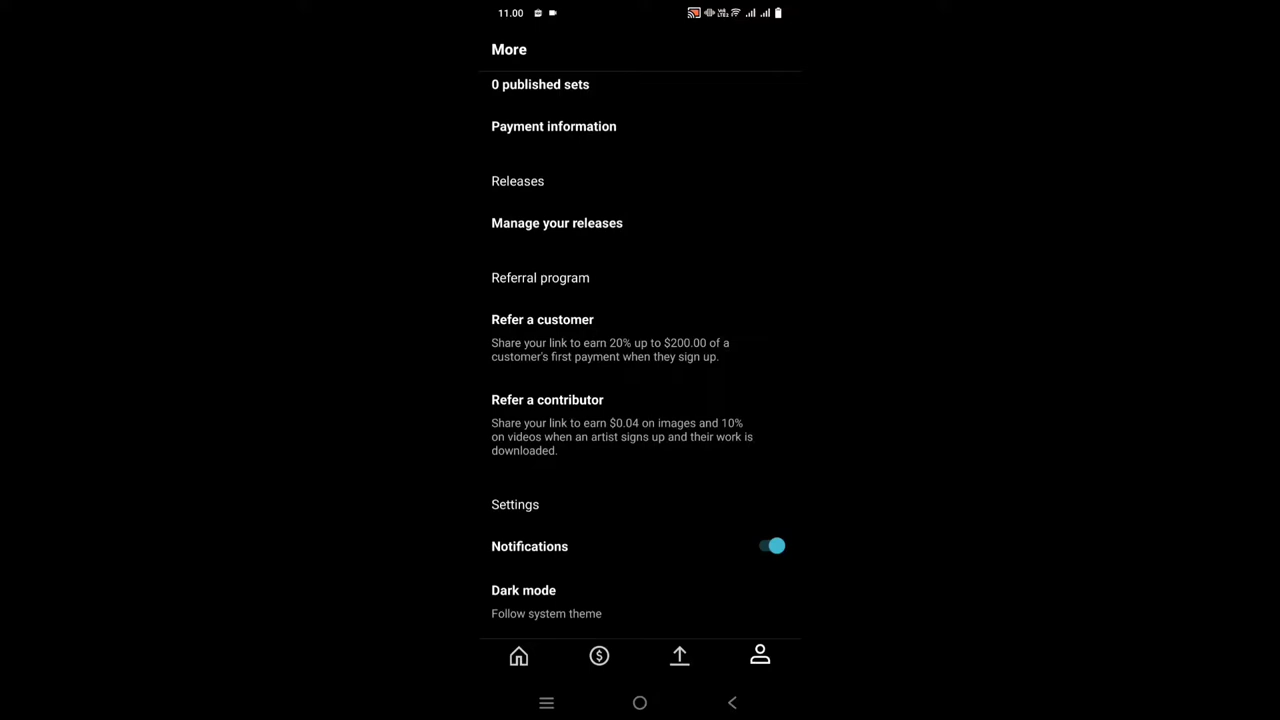 11.00
More
0 published sets
Payment information
Releases
Manage your releases
Referral program
Refer a customer
Share your link to earn 20% up to $200.00 of a
customer's first payment when they sign up.
Refer a contributor
Share your link to earn $0.04 on images and 10%
on videos when an artist signs up and their work is
downloaded.
Settings
Notifications
Dark mode
Follow system theme